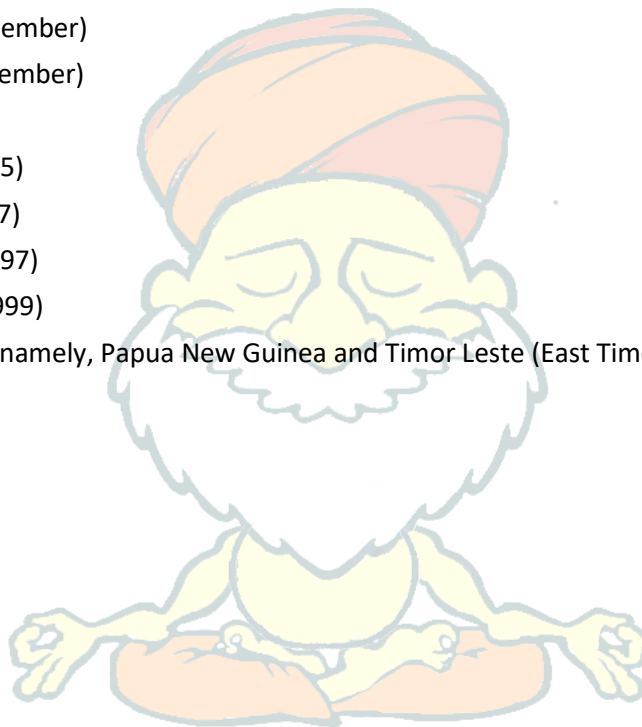 ember)
ember)
5)
7)
97)
999)
namely, Papua New Guinea and Timor Leste (East Tim